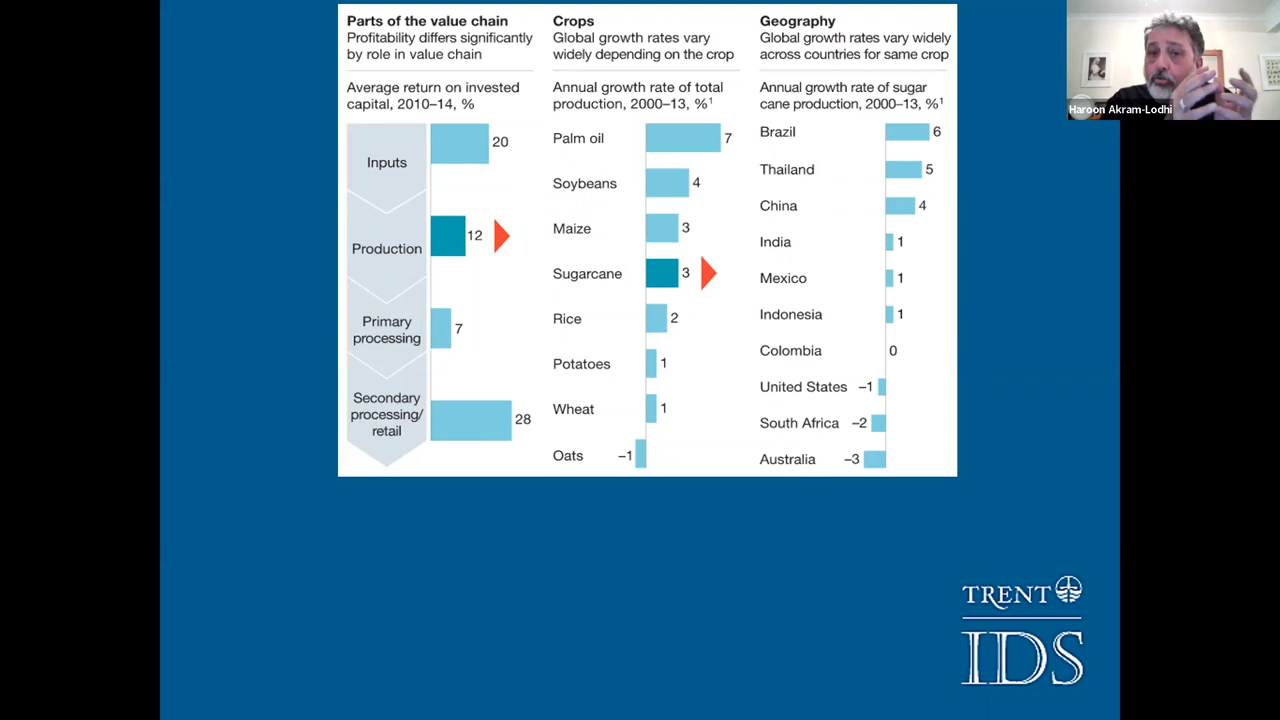 Parts of the value chain
Profitability differs significantly
by role in value chain
Average return on invested
capital, 2010–14, %
Inputs
20
Production
12
Primary
processing
7
Secondary
processing/
retail
28
Crops
Global growth rates vary
widely depending on the crop
Annual growth rate of total
production, 2000–13, %¹
Palm oil 7
Soybeans 4
Maize 3
Sugarcane 3
Rice 2
Potatoes 1
Wheat 1
Oats –1
Geography
Global growth rates vary widely
across countries for same crop
Annual growth rate of sugar
cane production, 2000–13, %¹
Brazil 6
Thailand 5
China 4
India 1
Mexico 1
Indonesia 1
Colombia 0
United States –1
South Africa –2
Australia –3
Haroon Akram-Lodhi
TRENT
IDS